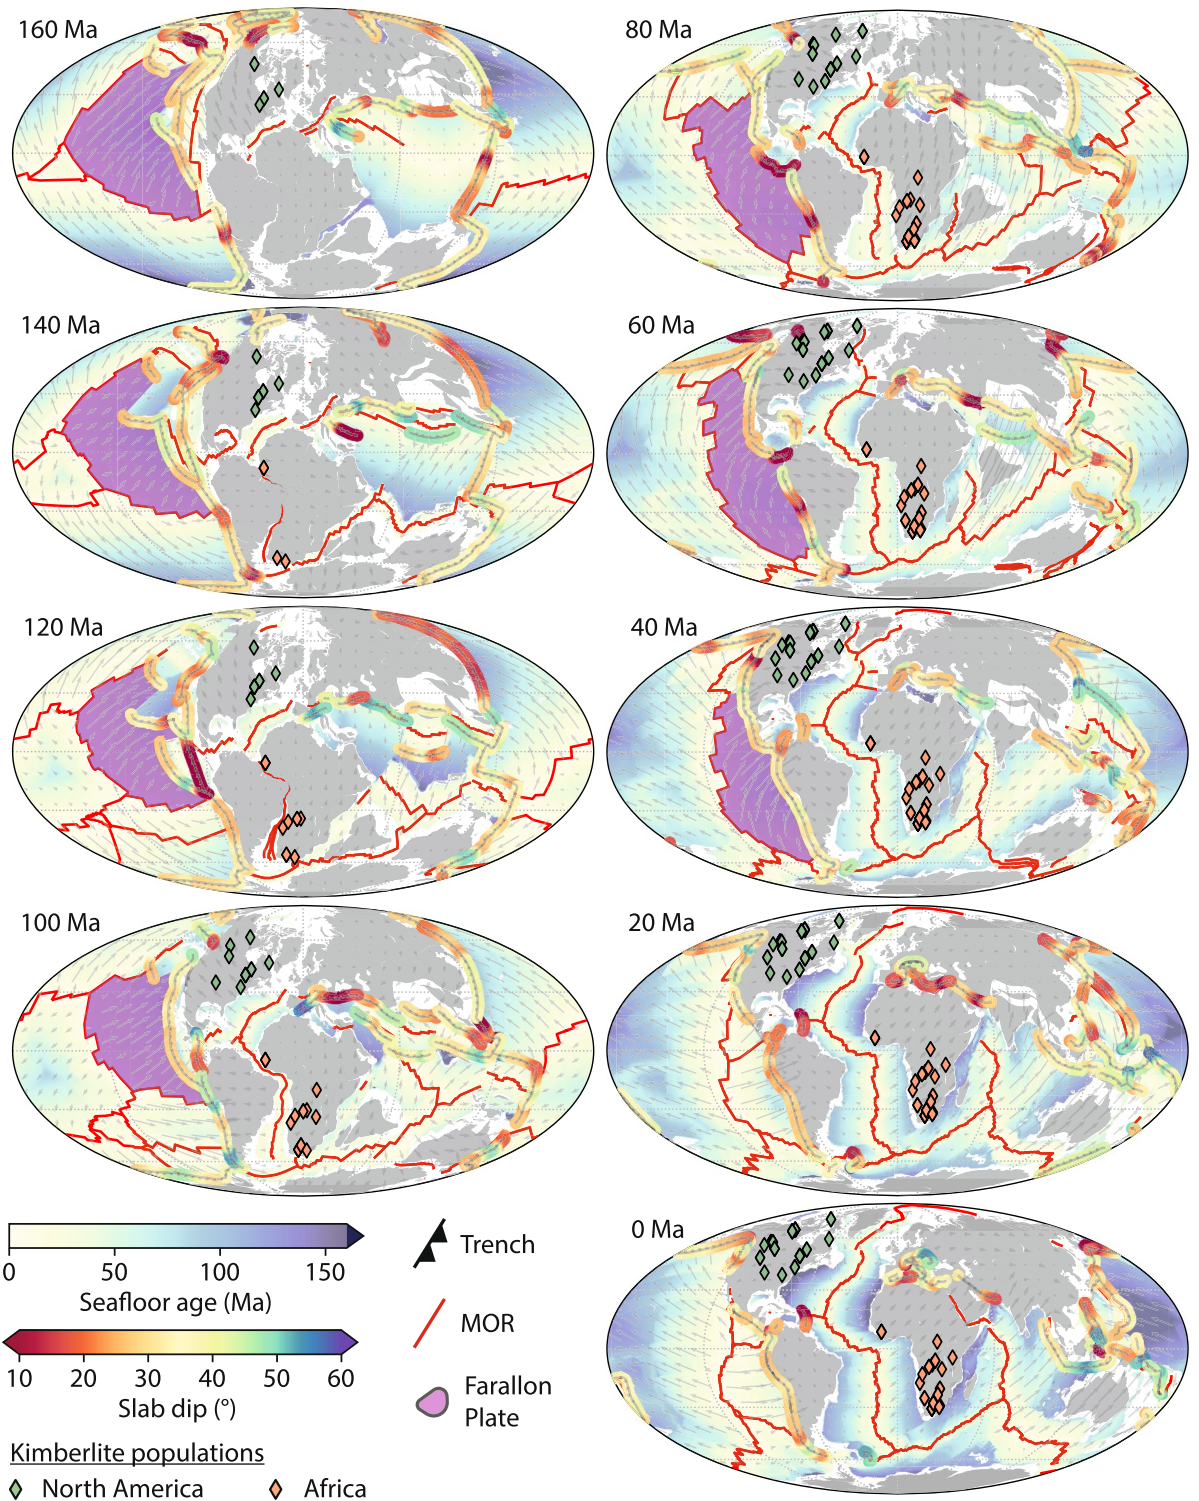 160 Ma
80 Ma
140 Ma
60 Ma
120 Ma
40 Ma
100 Ma
20 Ma
0 Ma
0 50 100 150
Seafloor age (Ma)
10 20 30 40 50 60
Slab dip (°)
Trench
MOR
Farallon
Plate
Kimberlite populations
North America
Africa